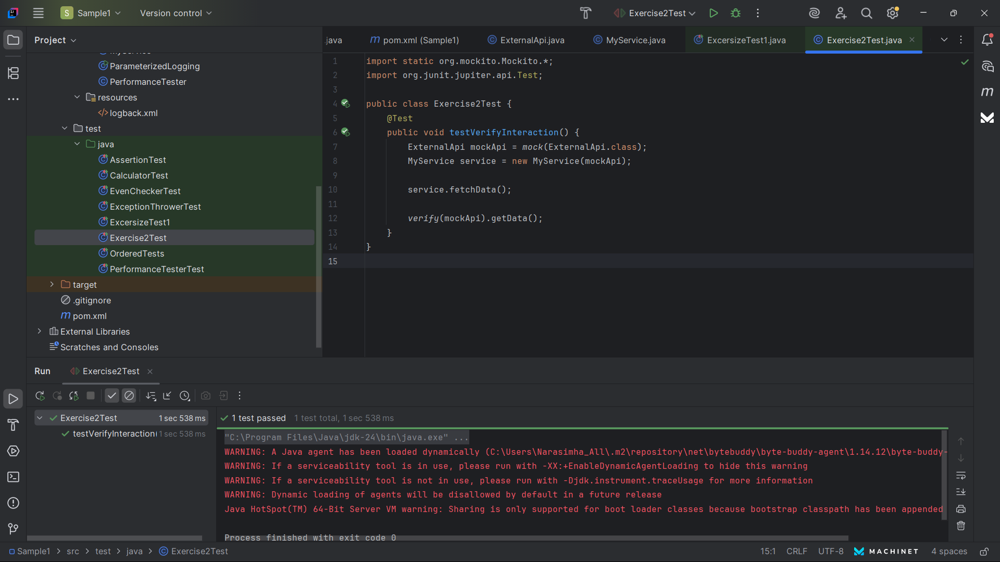 S Sample1
Version control
Exercise2Test
Project
.java
pom.xml (Sample1)
ExternalApi.java
MyService.java
ExcersizeTest1.java
Exercise2Test.java
ParameterizedLogging
PerformanceTester
resources
logback.xml
test
java
AssertionTest
CalculatorTest
EvenCheckerTest
ExceptionThrowerTest
ExcersizeTest1
Exercise2Test
OrderedTests
PerformanceTesterTest
target
.gitignore
pom.xml
External Libraries
Scratches and Consoles
1 import static org.mockito.Mockito.*;
2 import org.junit.jupiter.api.Test;
3
4 public class Exercise2Test {
5 @Test
6 public void testVerifyInteraction() {
7 ExternalApi mockApi = mock(ExternalApi.class);
8 MyService service = new MyService(mockApi);
9
10 service.fetchData();
11
12 verify(mockApi).getData();
13 }
14 }
15
Run
Exercise2Test
Exercise2Test 1 sec 538 ms
testVerifyInteraction( 1 sec 538 ms
1 test passed 1 test total, 1 sec 538 ms
"C:\Program Files\Java\jdk-24\bin\java.exe" ...
WARNING: A Java agent has been loaded dynamically (C:\Users\Narasimha_All\.m2\repository\net\bytebuddy\byte-buddy-agent\1.14.12\byte-buddy-
WARNING: If a serviceability tool is in use, please run with -XX:+EnableDynamicAgentLoading to hide this warning
WARNING: If a serviceability tool is not in use, please run with -Djdk.instrument.traceUsage for more information
WARNING: Dynamic loading of agents will be disallowed by default in a future release
Java HotSpot(TM) 64-Bit Server VM warning: Sharing is only supported for boot loader classes because bootstrap classpath has been appended
Process finished with exit code 0
Sample1 > src > test > java > Exercise2Test
15:1
CRLF
UTF-8
MACHINET
4 spaces